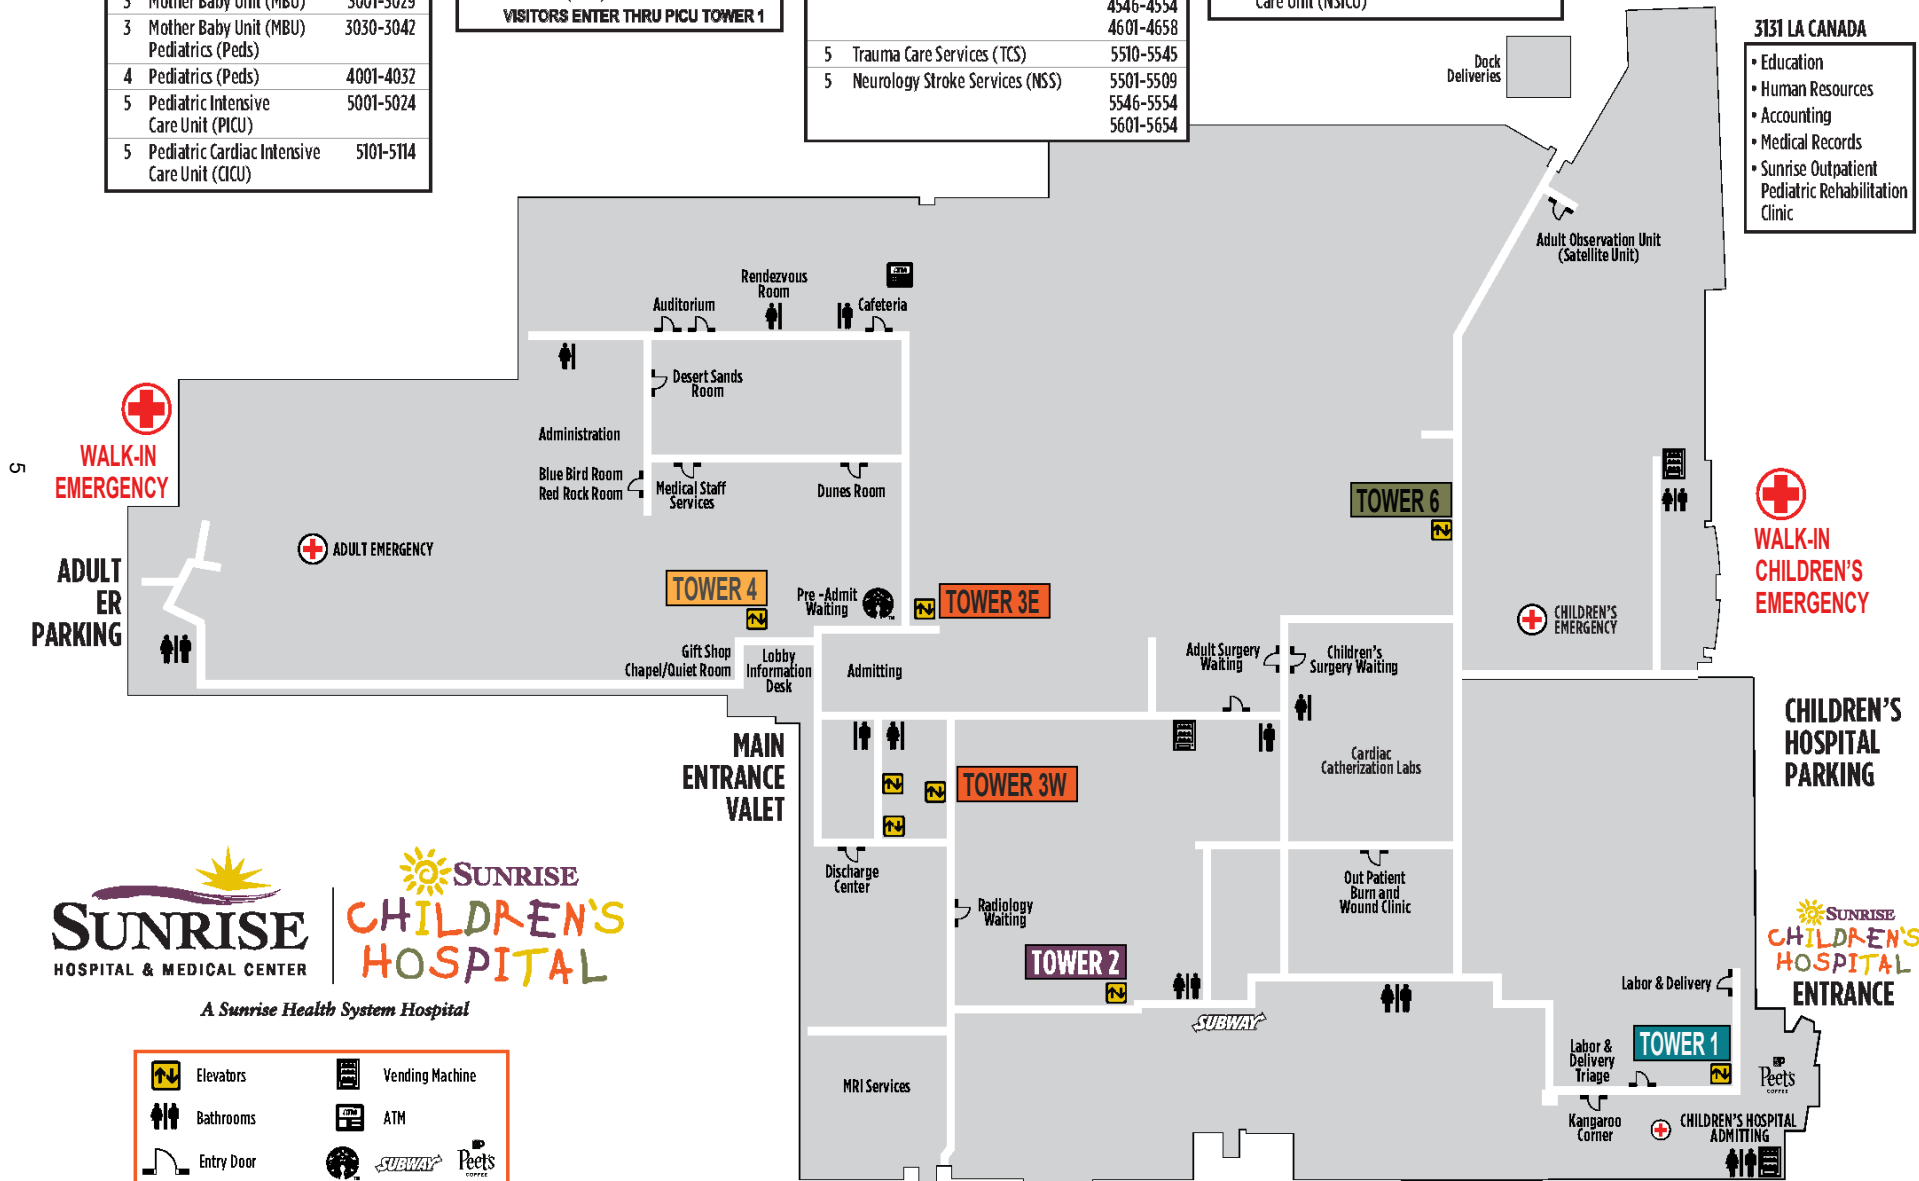 3 Mother Baby Unit (MBU) 3001-3029
3 Mother Baby Unit (MBU) 3030-3042
Pediatrics (Peds)
4 Pediatrics (Peds) 4001-4032
5 Pediatric Intensive 5001-5024
Care Unit (PICU)
5 Pediatric Cardiac Intensive 5101-5114
Care Unit (CICU)
VISITORS ENTER THRU PICU TOWER 1
4546-4554
4601-4658
5 Trauma Care Services (TCS) 5510-5545
5 Neurology Stroke Services (NSS) 5501-5509
5546-5554
5601-5654
Care Unit (NSICU)
Dock
Deliveries
3131 LA CANADA
• Education
• Human Resources
• Accounting
• Medical Records
• Sunrise Outpatient
Pediatric Rehabilitation
Clinic
Adult Observation Unit
(Satellite Unit)
Rendezvous
Room
ATM
Auditorium
Cafeteria
Desert Sands
Room
Administration
Blue Bird Room
Red Rock Room
Medical Staff
Services
Dunes Room
WALK-IN
EMERGENCY
5
ADULT EMERGENCY
ADULT
ER
PARKING
TOWER 4
Pre -Admit
Waiting
TOWER 3E
TOWER 6
WALK-IN
CHILDREN'S
EMERGENCY
CHILDREN'S
EMERGENCY
Gift Shop
Chapel/Quiet Room
Lobby
Information
Desk
Admitting
Adult Surgery
Waiting
Children's
Surgery Waiting
MAIN
ENTRANCE
VALET
TOWER 3W
Cardiac
Catherization Labs
CHILDREN'S
HOSPITAL
PARKING
Discharge
Center
Radiology
Waiting
Out Patient
Burn and
Wound Clinic
TOWER 2
SUBWAY
Labor & Delivery
SUNRISE
CHILDREN'S
HOSPITAL
ENTRANCE
TOWER 1
Labor &
Delivery
Triage
Peet's
COFFEE
Kangaroo
Corner
CHILDREN'S HOSPITAL
ADMITTING
MRI Services
SUNRISE
HOSPITAL & MEDICAL CENTER
SUNRISE
CHILDREN'S
HOSPITAL
A Sunrise Health System Hospital
Elevators
Vending Machine
Bathrooms
ATM
ATM
Entry Door
SUBWAY
Peet's
COFFEE